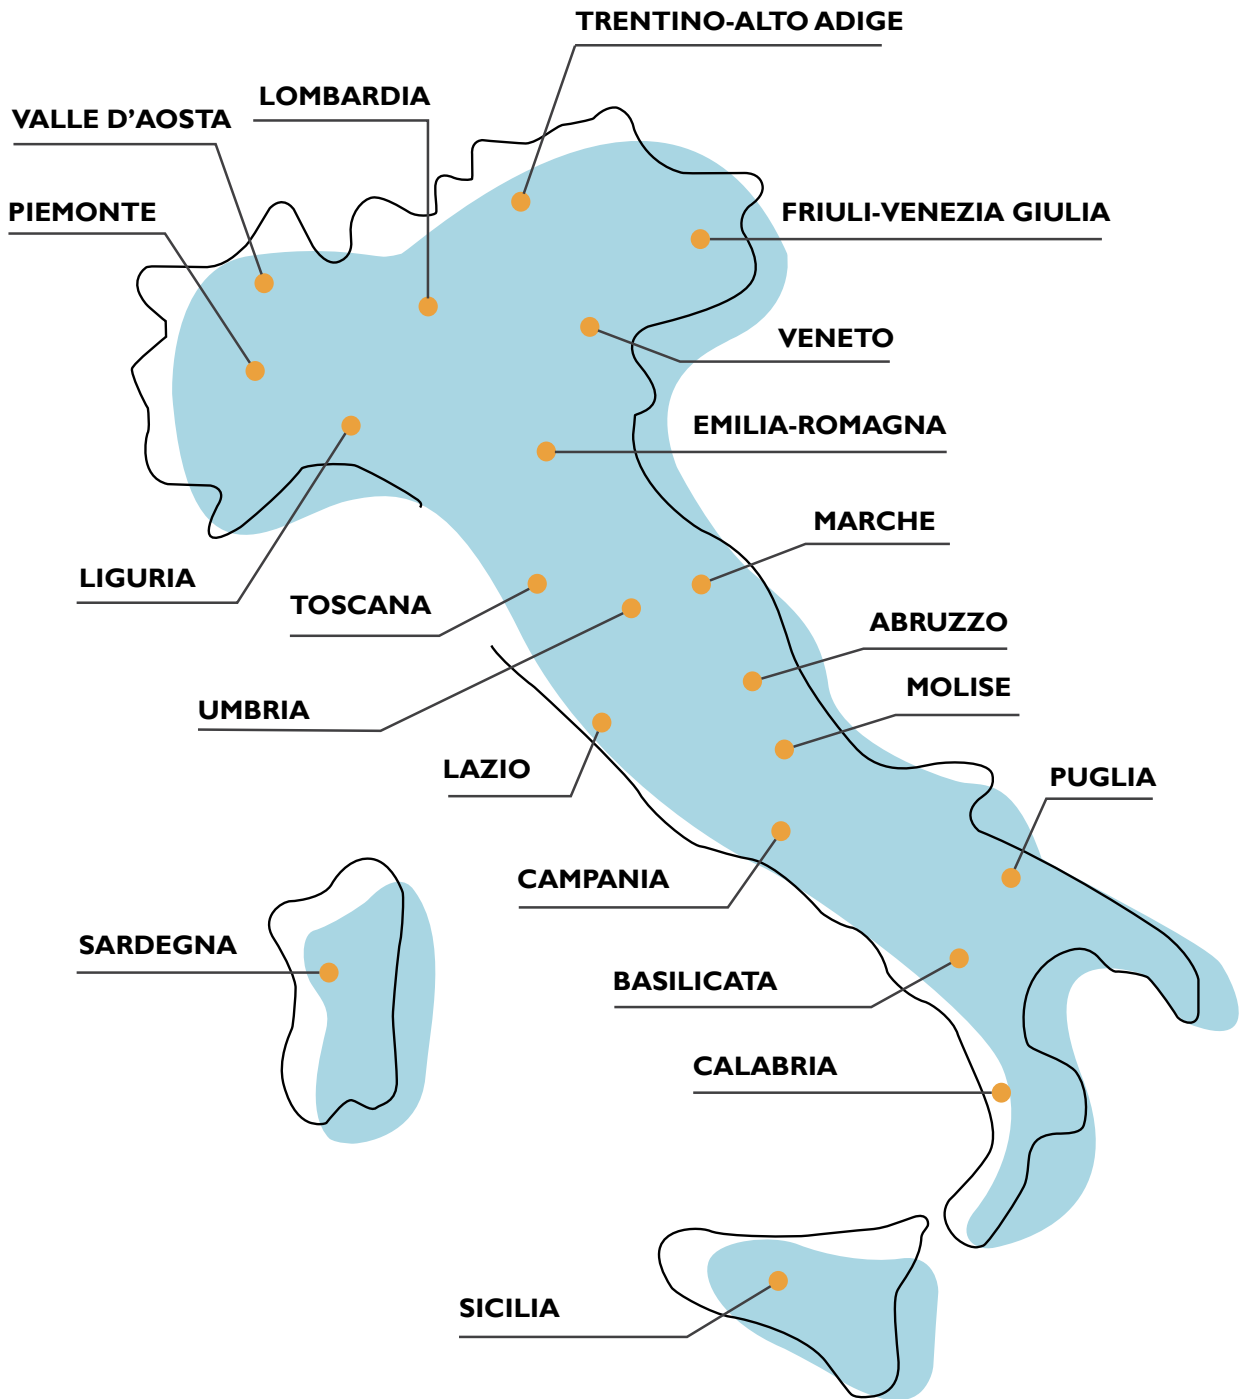 TRENTINO-ALTO ADIGE
LOMBARDIA
VALLE D’AOSTA
PIEMONTE
FRIULI-VENEZIA GIULIA
VENETO
EMILIA-ROMAGNA
MARCHE
LIGURIA
TOSCANA
ABRUZZO
MOLISE
UMBRIA
LAZIO
PUGLIA
CAMPANIA
SARDEGNA
BASILICATA
CALABRIA
SICILIA